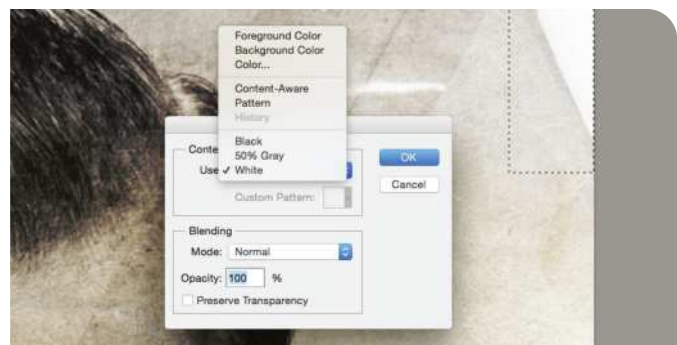 Foreground Color
Background Color
Color...
Content-Aware
Pattern
History
Black
50% Gray
✓ White
Conte
Use
OK
Cancel
Custom Pattern:
Blending
Mode: Normal
Opacity: 100 %
Preserve Transparency